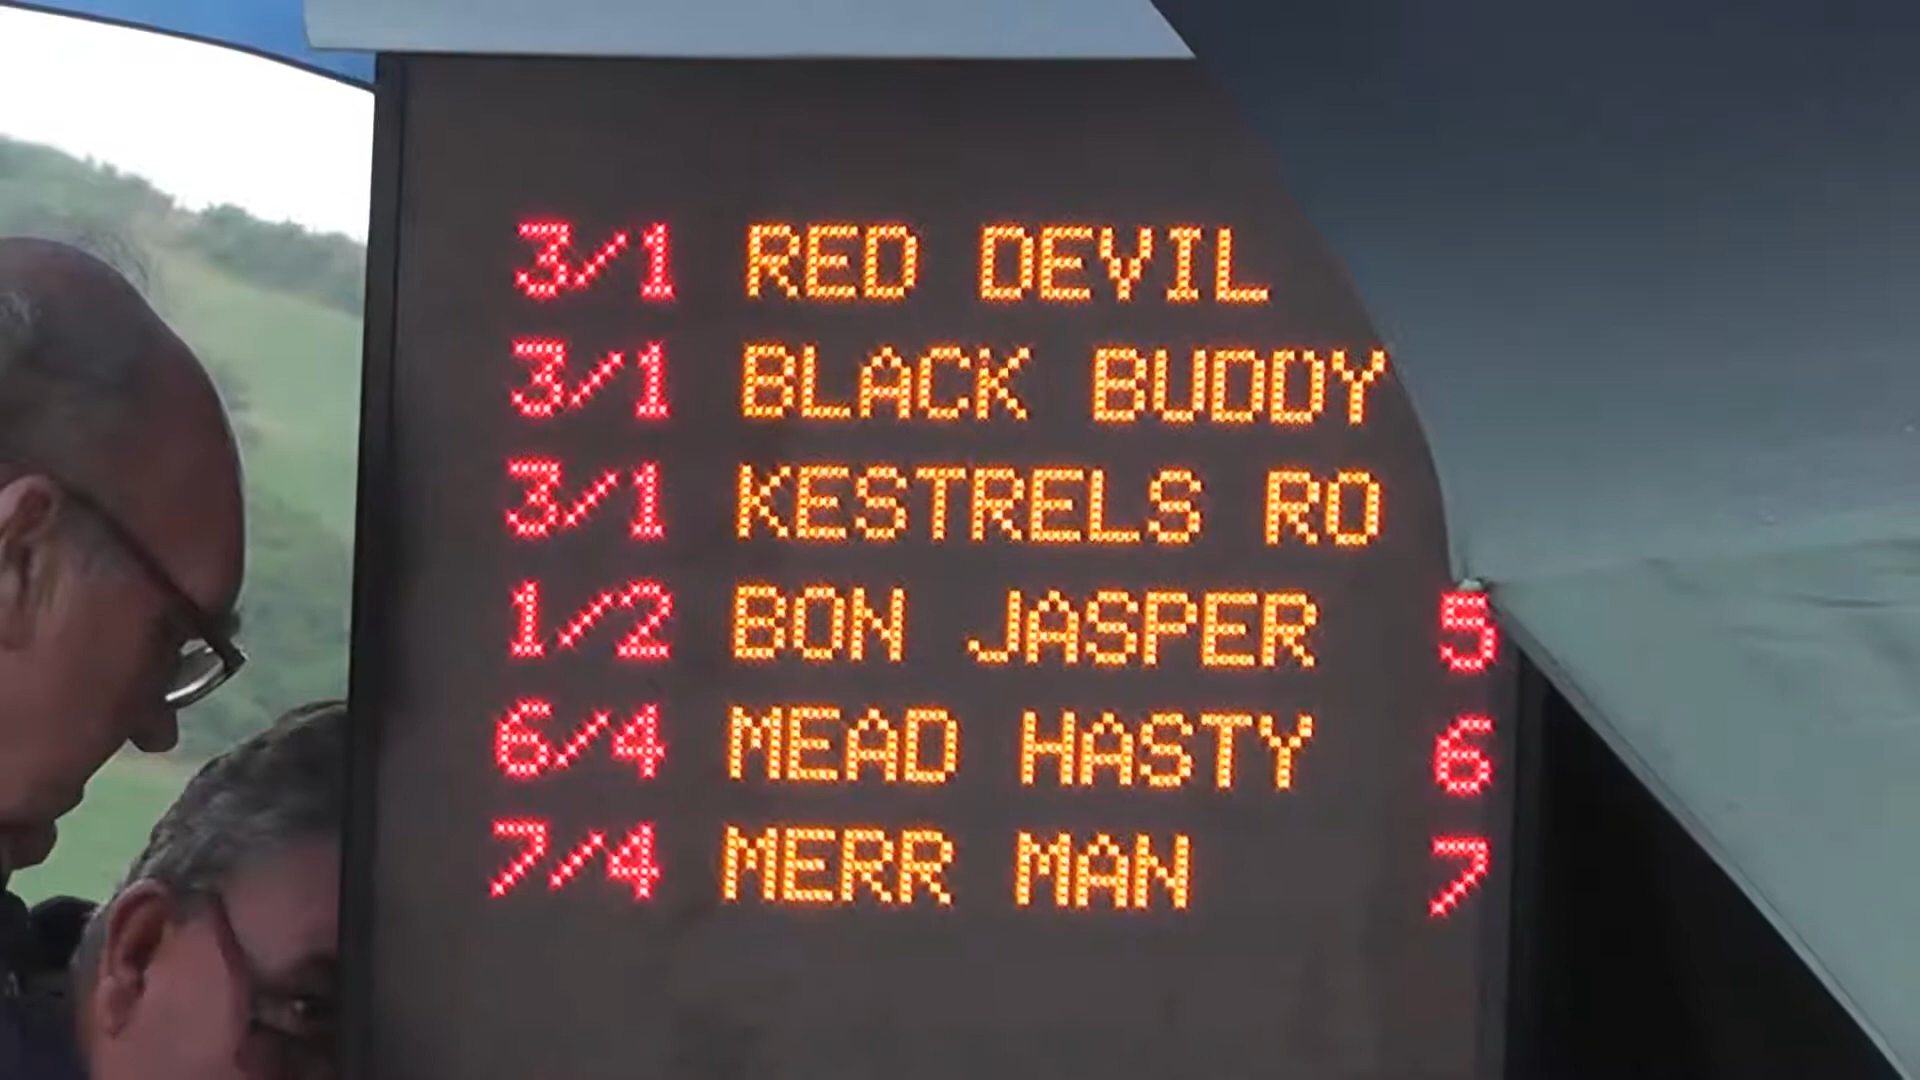 3/1 RED DEVIL
3/1 BLACK BUDDY
3/1 KESTRELS RO
1/2 BON JASPER 5
6/4 MEAD HASTY 6
7/4 MERR MAN 7